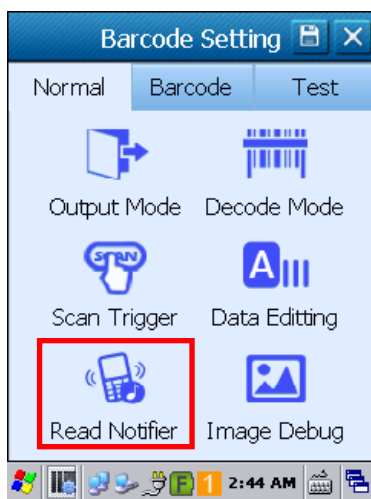 Barcode Setting
Normal Barcode Test
Output Mode Decode Mode
SCAN
A
Scan Trigger Data Editting
Read Notifier Image Debug
F 1 2:44 AM